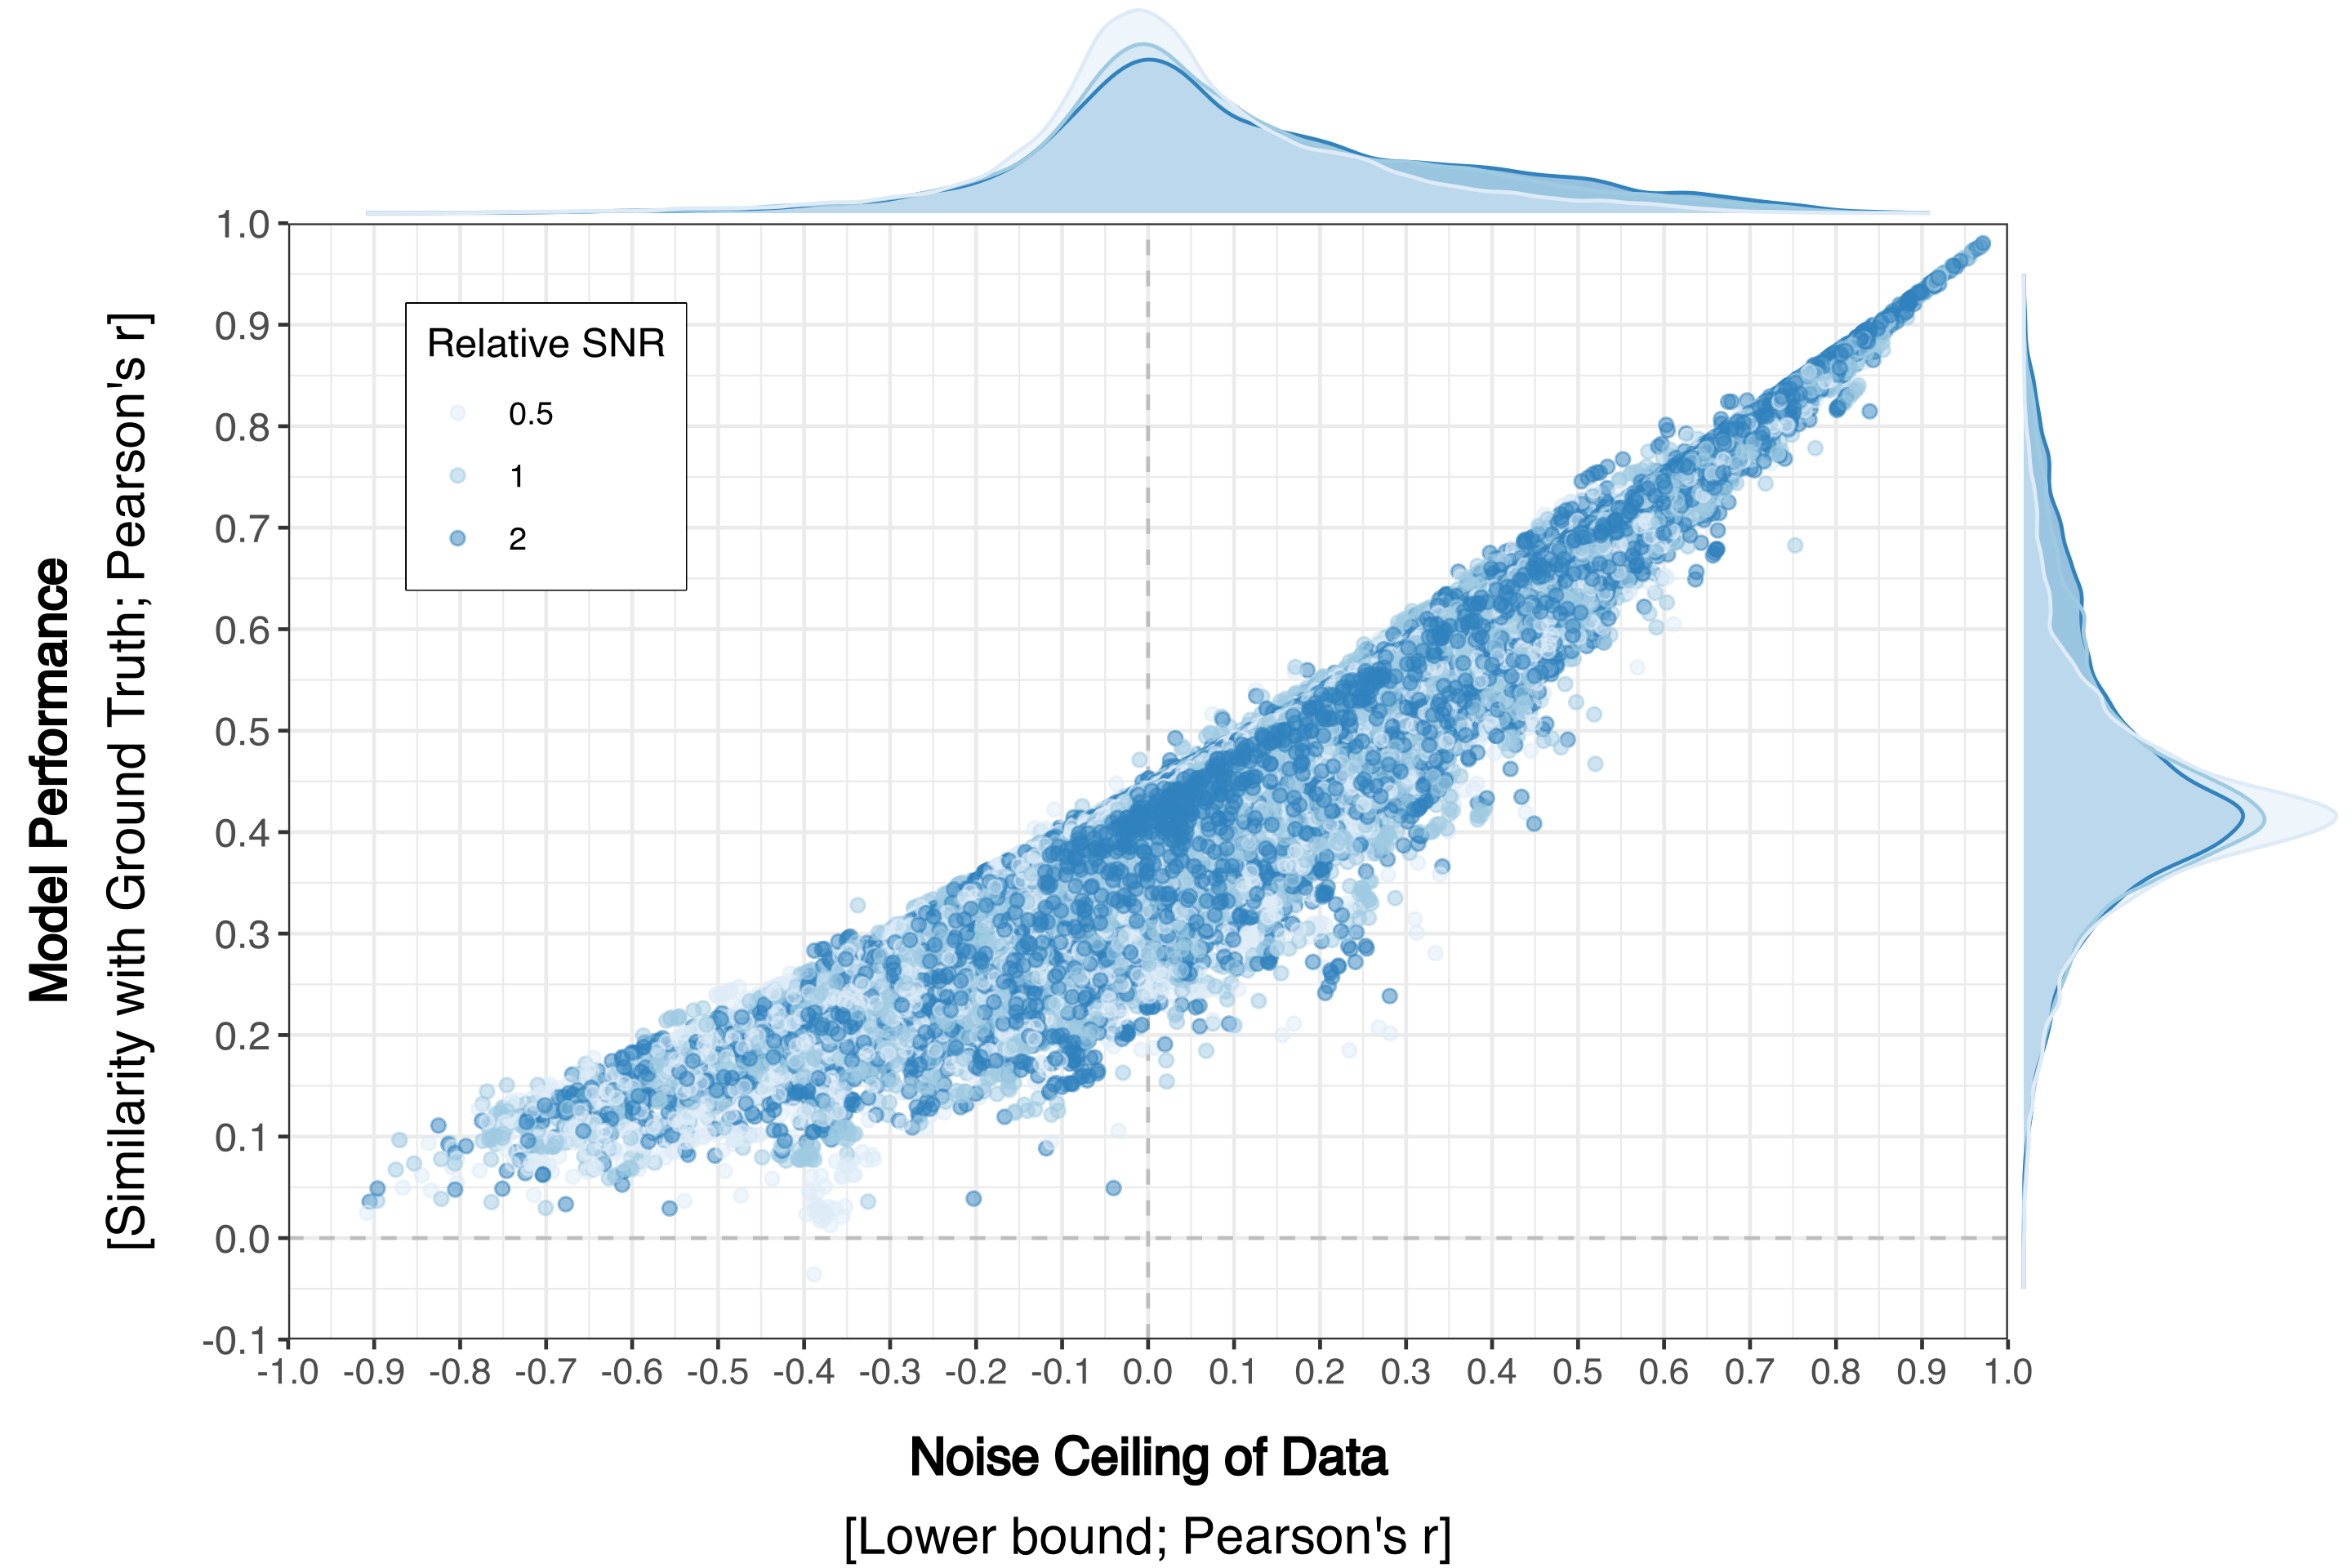 Model Performance
[Similarity with Ground Truth; Pearson's r]
1.0
0.9
0.8
0.7
0.6
0.5
0.4
0.3
0.2
0.1
0.0
-0.1
Relative SNR
0.5
1
2
-1.0 -0.9 -0.8 -0.7 -0.6 -0.5 -0.4 -0.3 -0.2 -0.1 0.0 0.1 0.2 0.3 0.4 0.5 0.6 0.7 0.8 0.9 1.0
Noise Ceiling of Data
[Lower bound; Pearson's r]